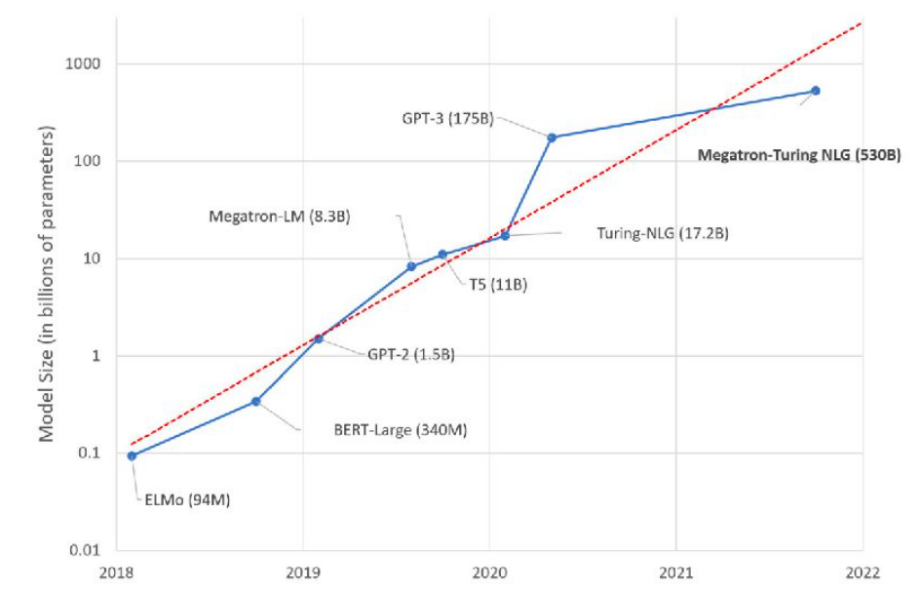 Model Size (in billions of parameters)
1000
100
10
1
0.1
0.01
GPT-3 (175B)
Megatron-Turing NLG (530B)
Megatron-LM (8.3B)
Turing-NLG (17.2B)
T5 (11B)
GPT-2 (1.5B)
BERT-Large (340M)
ELMo (94M)
2018
2019
2020
2021
2022